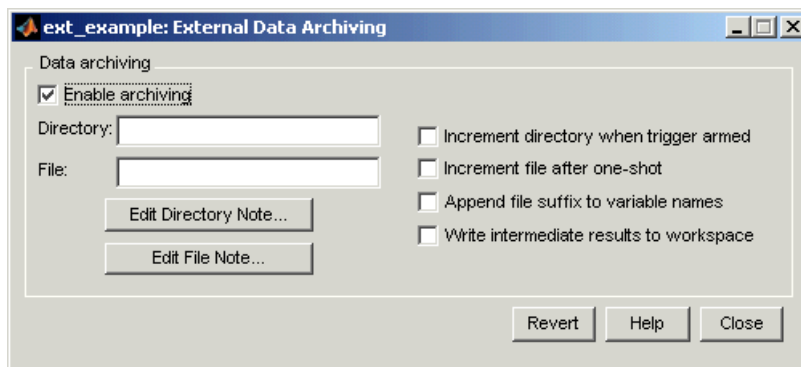 ext_example: External Data Archiving
Data archiving
Enable archiving
Directory:
File:
Edit Directory Note...
Edit File Note...
Increment directory when trigger armed
Increment file after one-shot
Append file suffix to variable names
Write intermediate results to workspace
Revert
Help
Close